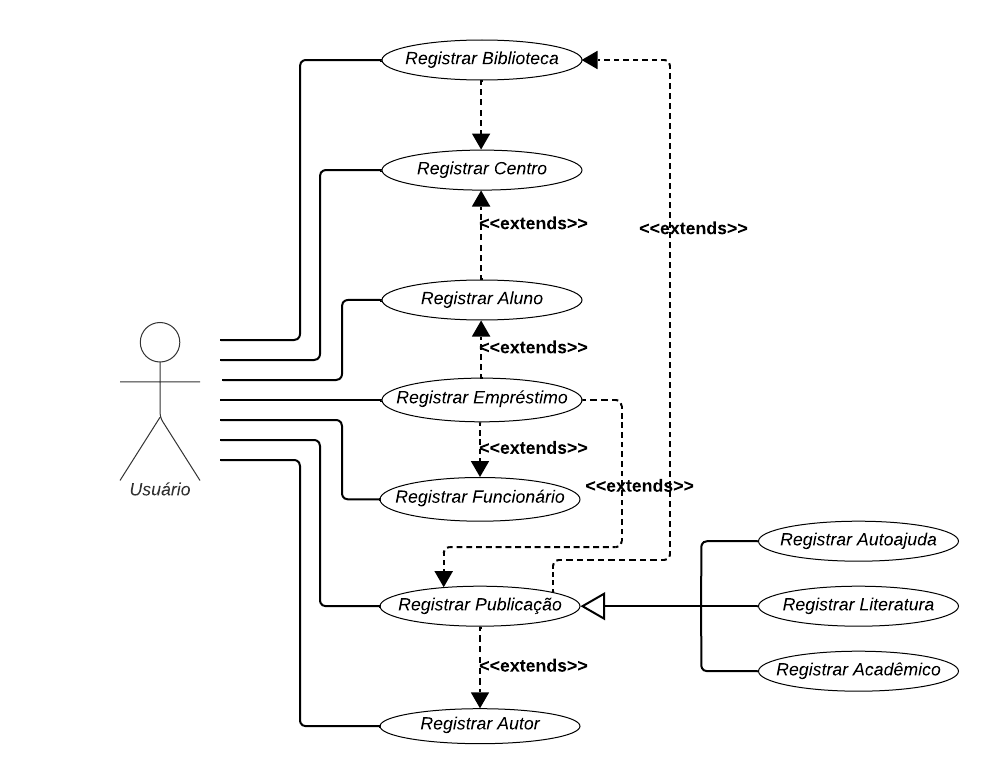 Registrar Biblioteca
Registrar Centro
<<extends>>
<<extends>>
Registrar Aluno
<<extends>>
Registrar Empréstimo
<<extends>>
<<extends>>
Usuário
Registrar Funcionário
Registrar Autoajuda
Registrar Publicação
Registrar Literatura
<<extends>>
Registrar Acadêmico
Registrar Autor